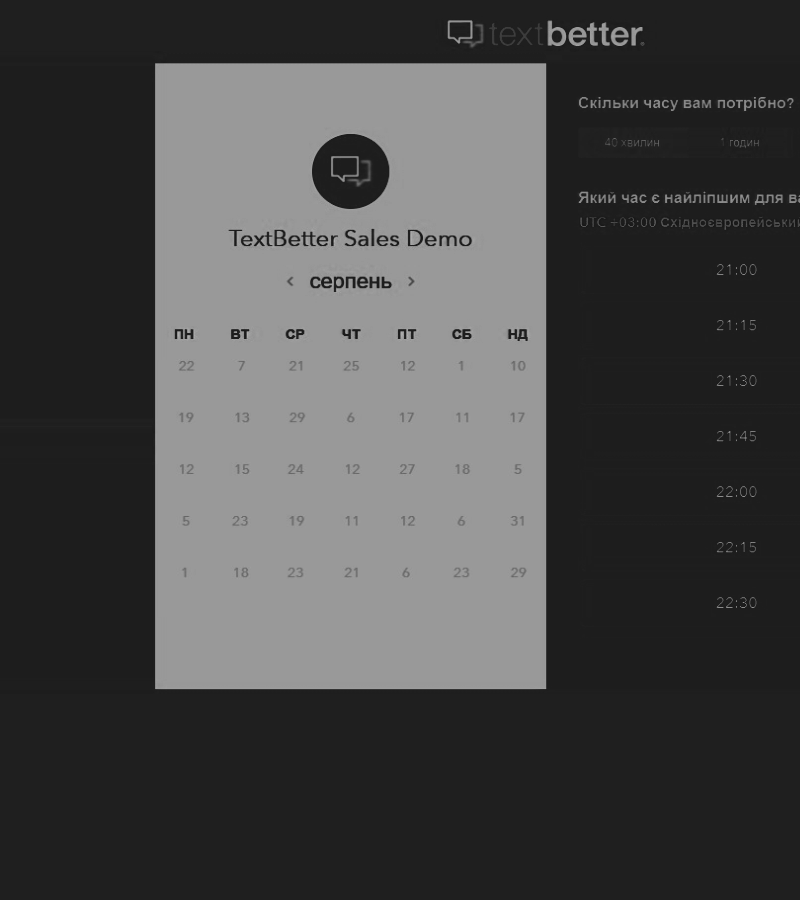 textbetter.
TextBetter Sales Demo
< серпень >
ПН ВТ СР ЧТ ПТ СБ НД
22 7 21 25 12 1 10
19 13 29 6 17 11 17
12 15 24 12 27 18 5
5 23 19 11 12 6 31
1 18 23 21 6 23 29
Скільки часу вам потрібно?
40 хвилин 1 годин
Який час є найліпшим для ва
UTC +03:00 Східноєвропейський
21:00
21:15
21:30
21:45
22:00
22:15
22:30